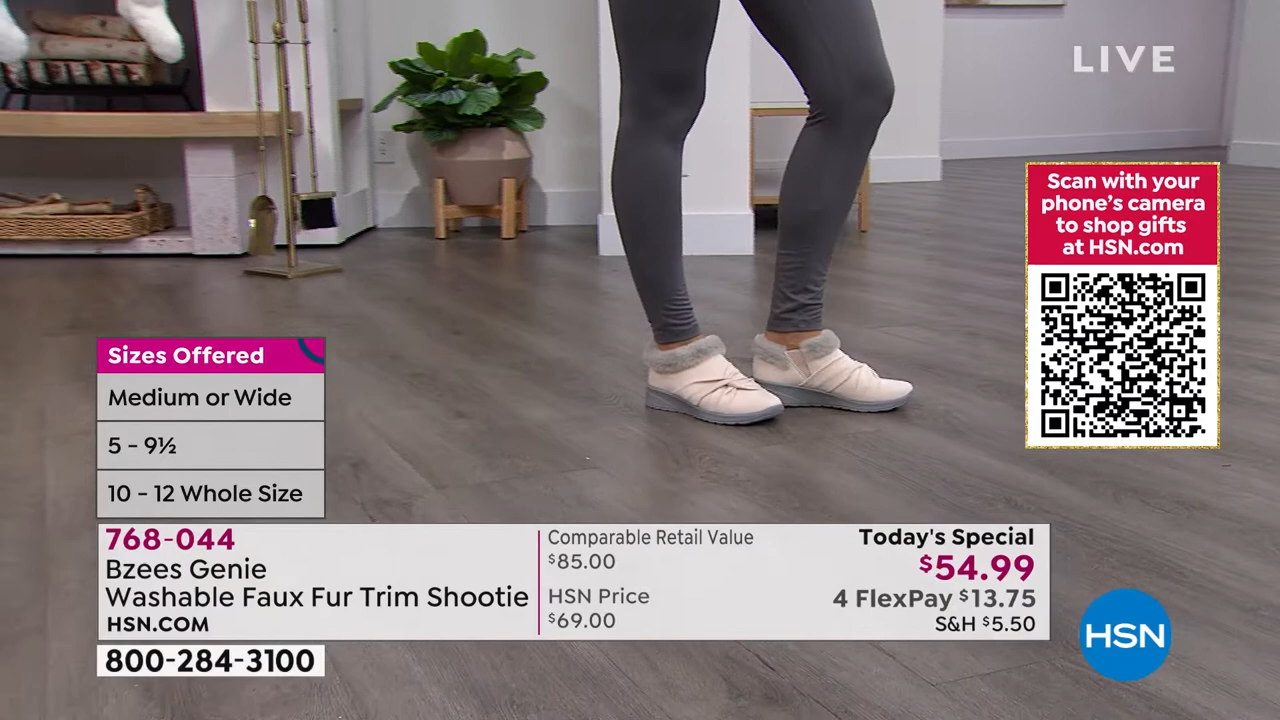 LIVE
Scan with your
phone's camera
to shop gifts
at HSN.com
Sizes Offered
Medium or Wide
5 - 9½
10 - 12 Whole Size
768-044
Bzees Genie
Washable Faux Fur Trim Shootie
HSN.COM
Comparable Retail Value
$85.00
HSN Price
$69.00
Today's Special
$54.99
4 FlexPay $13.75
S&H $5.50
800-284-3100
HSN